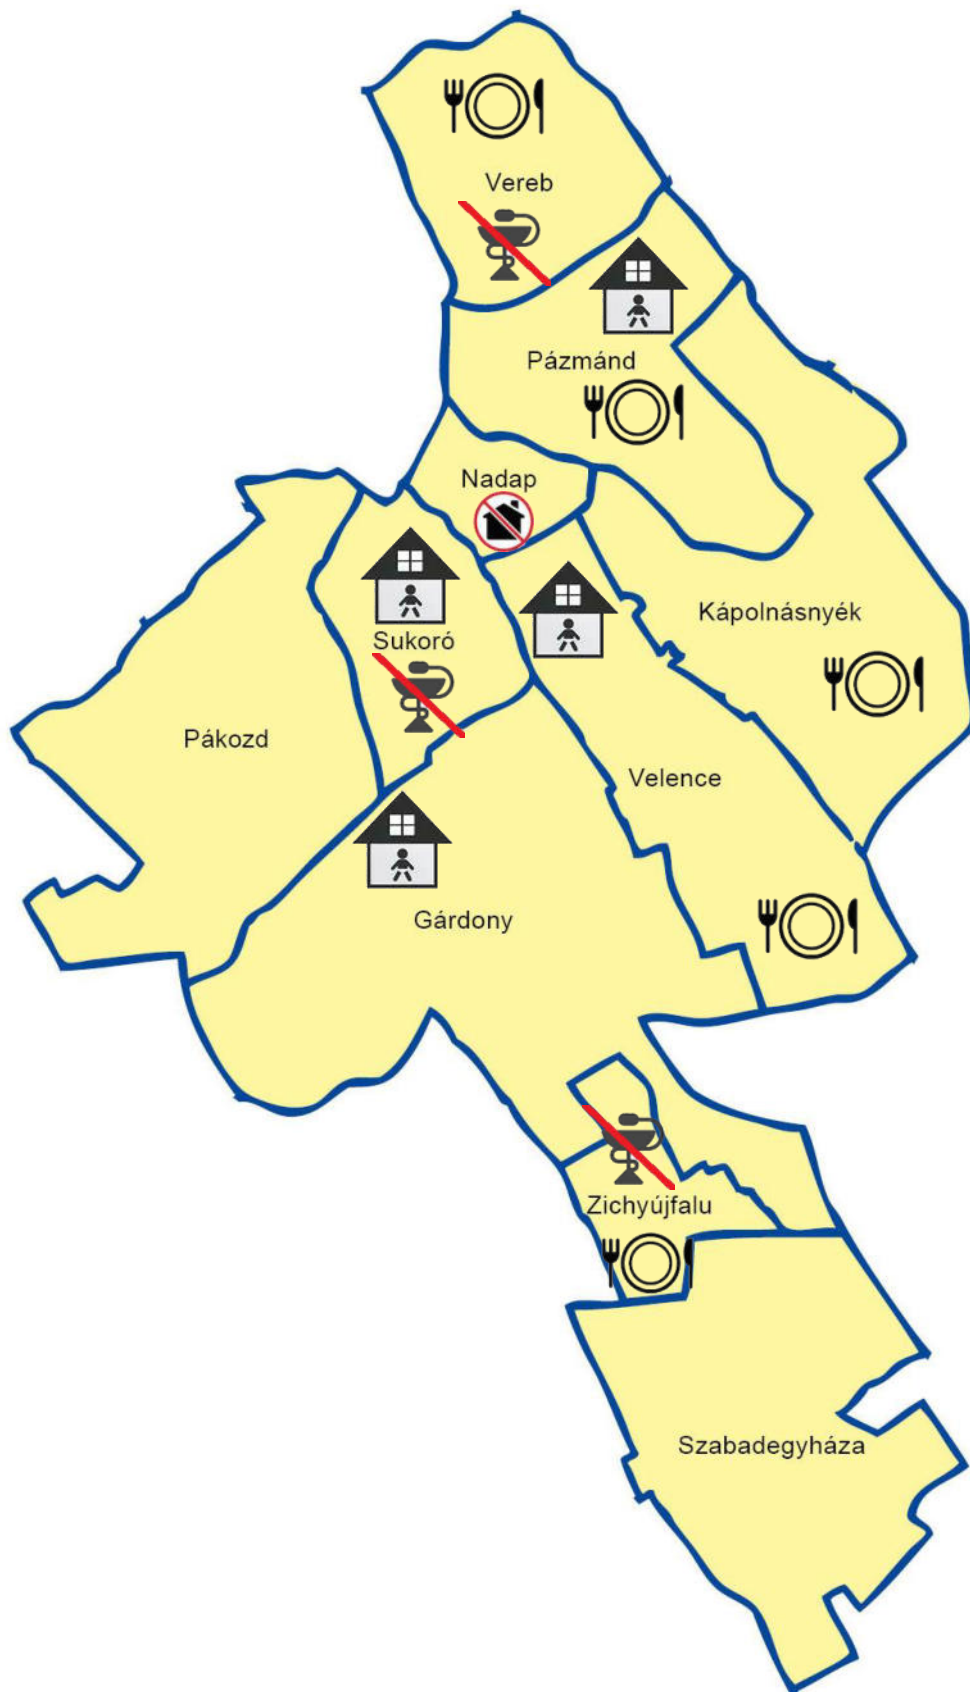 Vereb
Pázmánd
Nadap
Kápolnásnyék
Sukoró
Pákozd
Velence
Gárdony
Zichyújfalu
Szabadegyháza